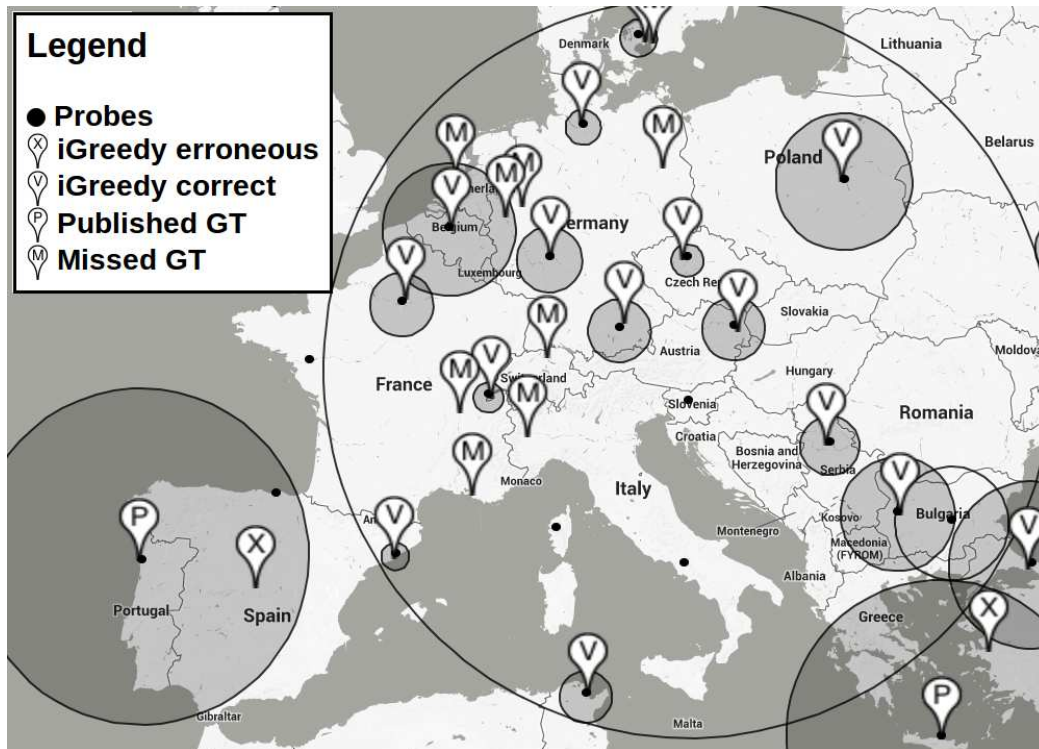 Legend
Probes
X iGreedy erroneous
V iGreedy correct
P Published GT
M Missed GT
Denmark
Lithuania
Belarus
Poland
V
V
M
V
M
M
M
V
Belgium
V
Germany
V
V
Luxembourg
Czech Rep
V
V
Slovakia
M
Austria
Moldova
M
V
Switzerland
France
Hungary
M
Slovenia
V
Romania
Croatia
Bosnia and
Herzegovina
Serbia
M
Monaco
Italy
V
P
V
Kosovo
Bulgaria
V
X
Montenegro
Macedonia
(FYROM)
Albania
Portugal
Spain
Greece
X
V
P
Gibraltar
Malta